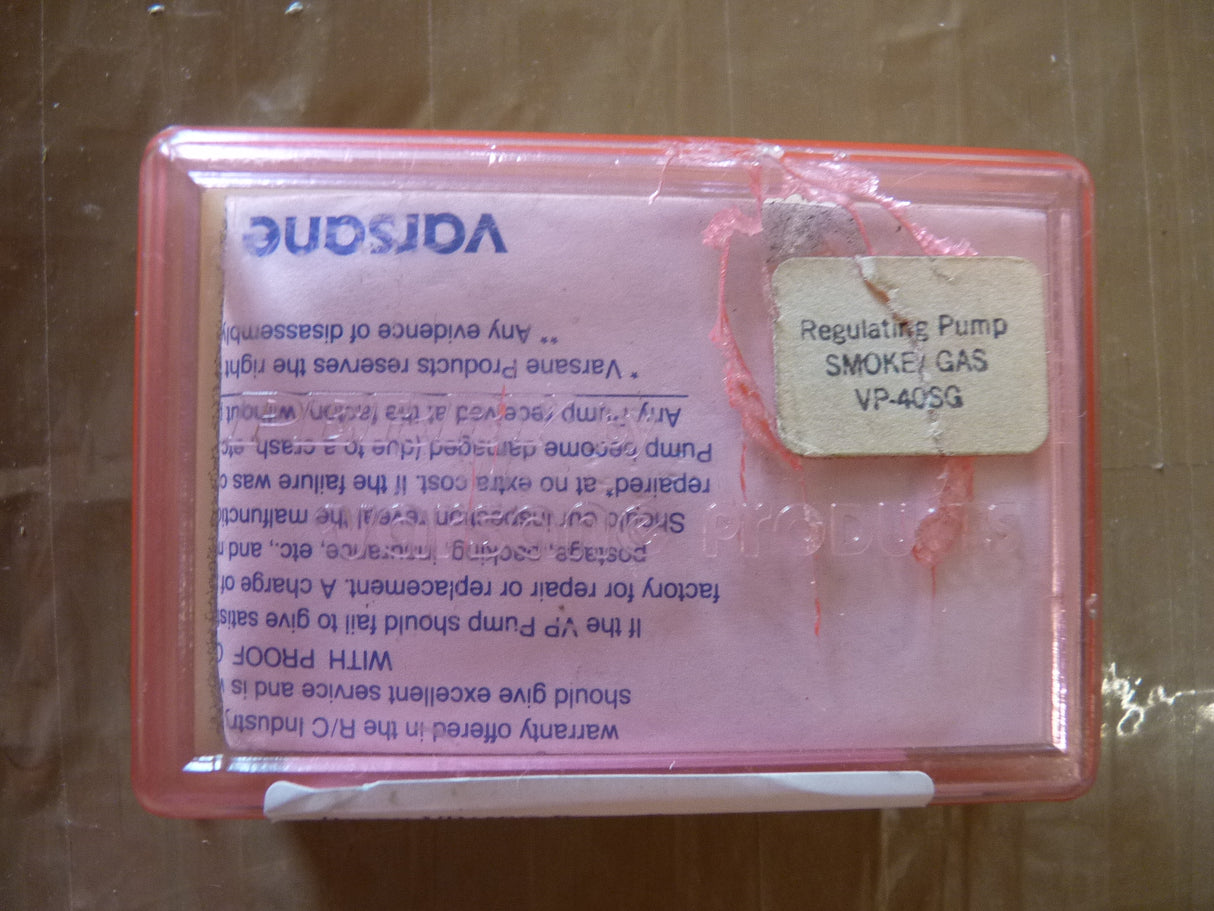 Regulating Pump
SMOKE/ GAS
VP-40SG
PRODUCTS
warranty offered in the R/C Industry
should give excellent service and is
WITH PROOF
If the VP Pump should fail to give satis
factory for repair or replacement. A charge of
postage, packing, insurance, etc., and
Should our inspection reveal the malfunctio
repaired* at no extra cost. If the failure was
Pump become damaged (due to a crash, etc
Any Pump received at the factory, without
* Varsane Products reserves the right
** Any evidence of disassembly
varsane